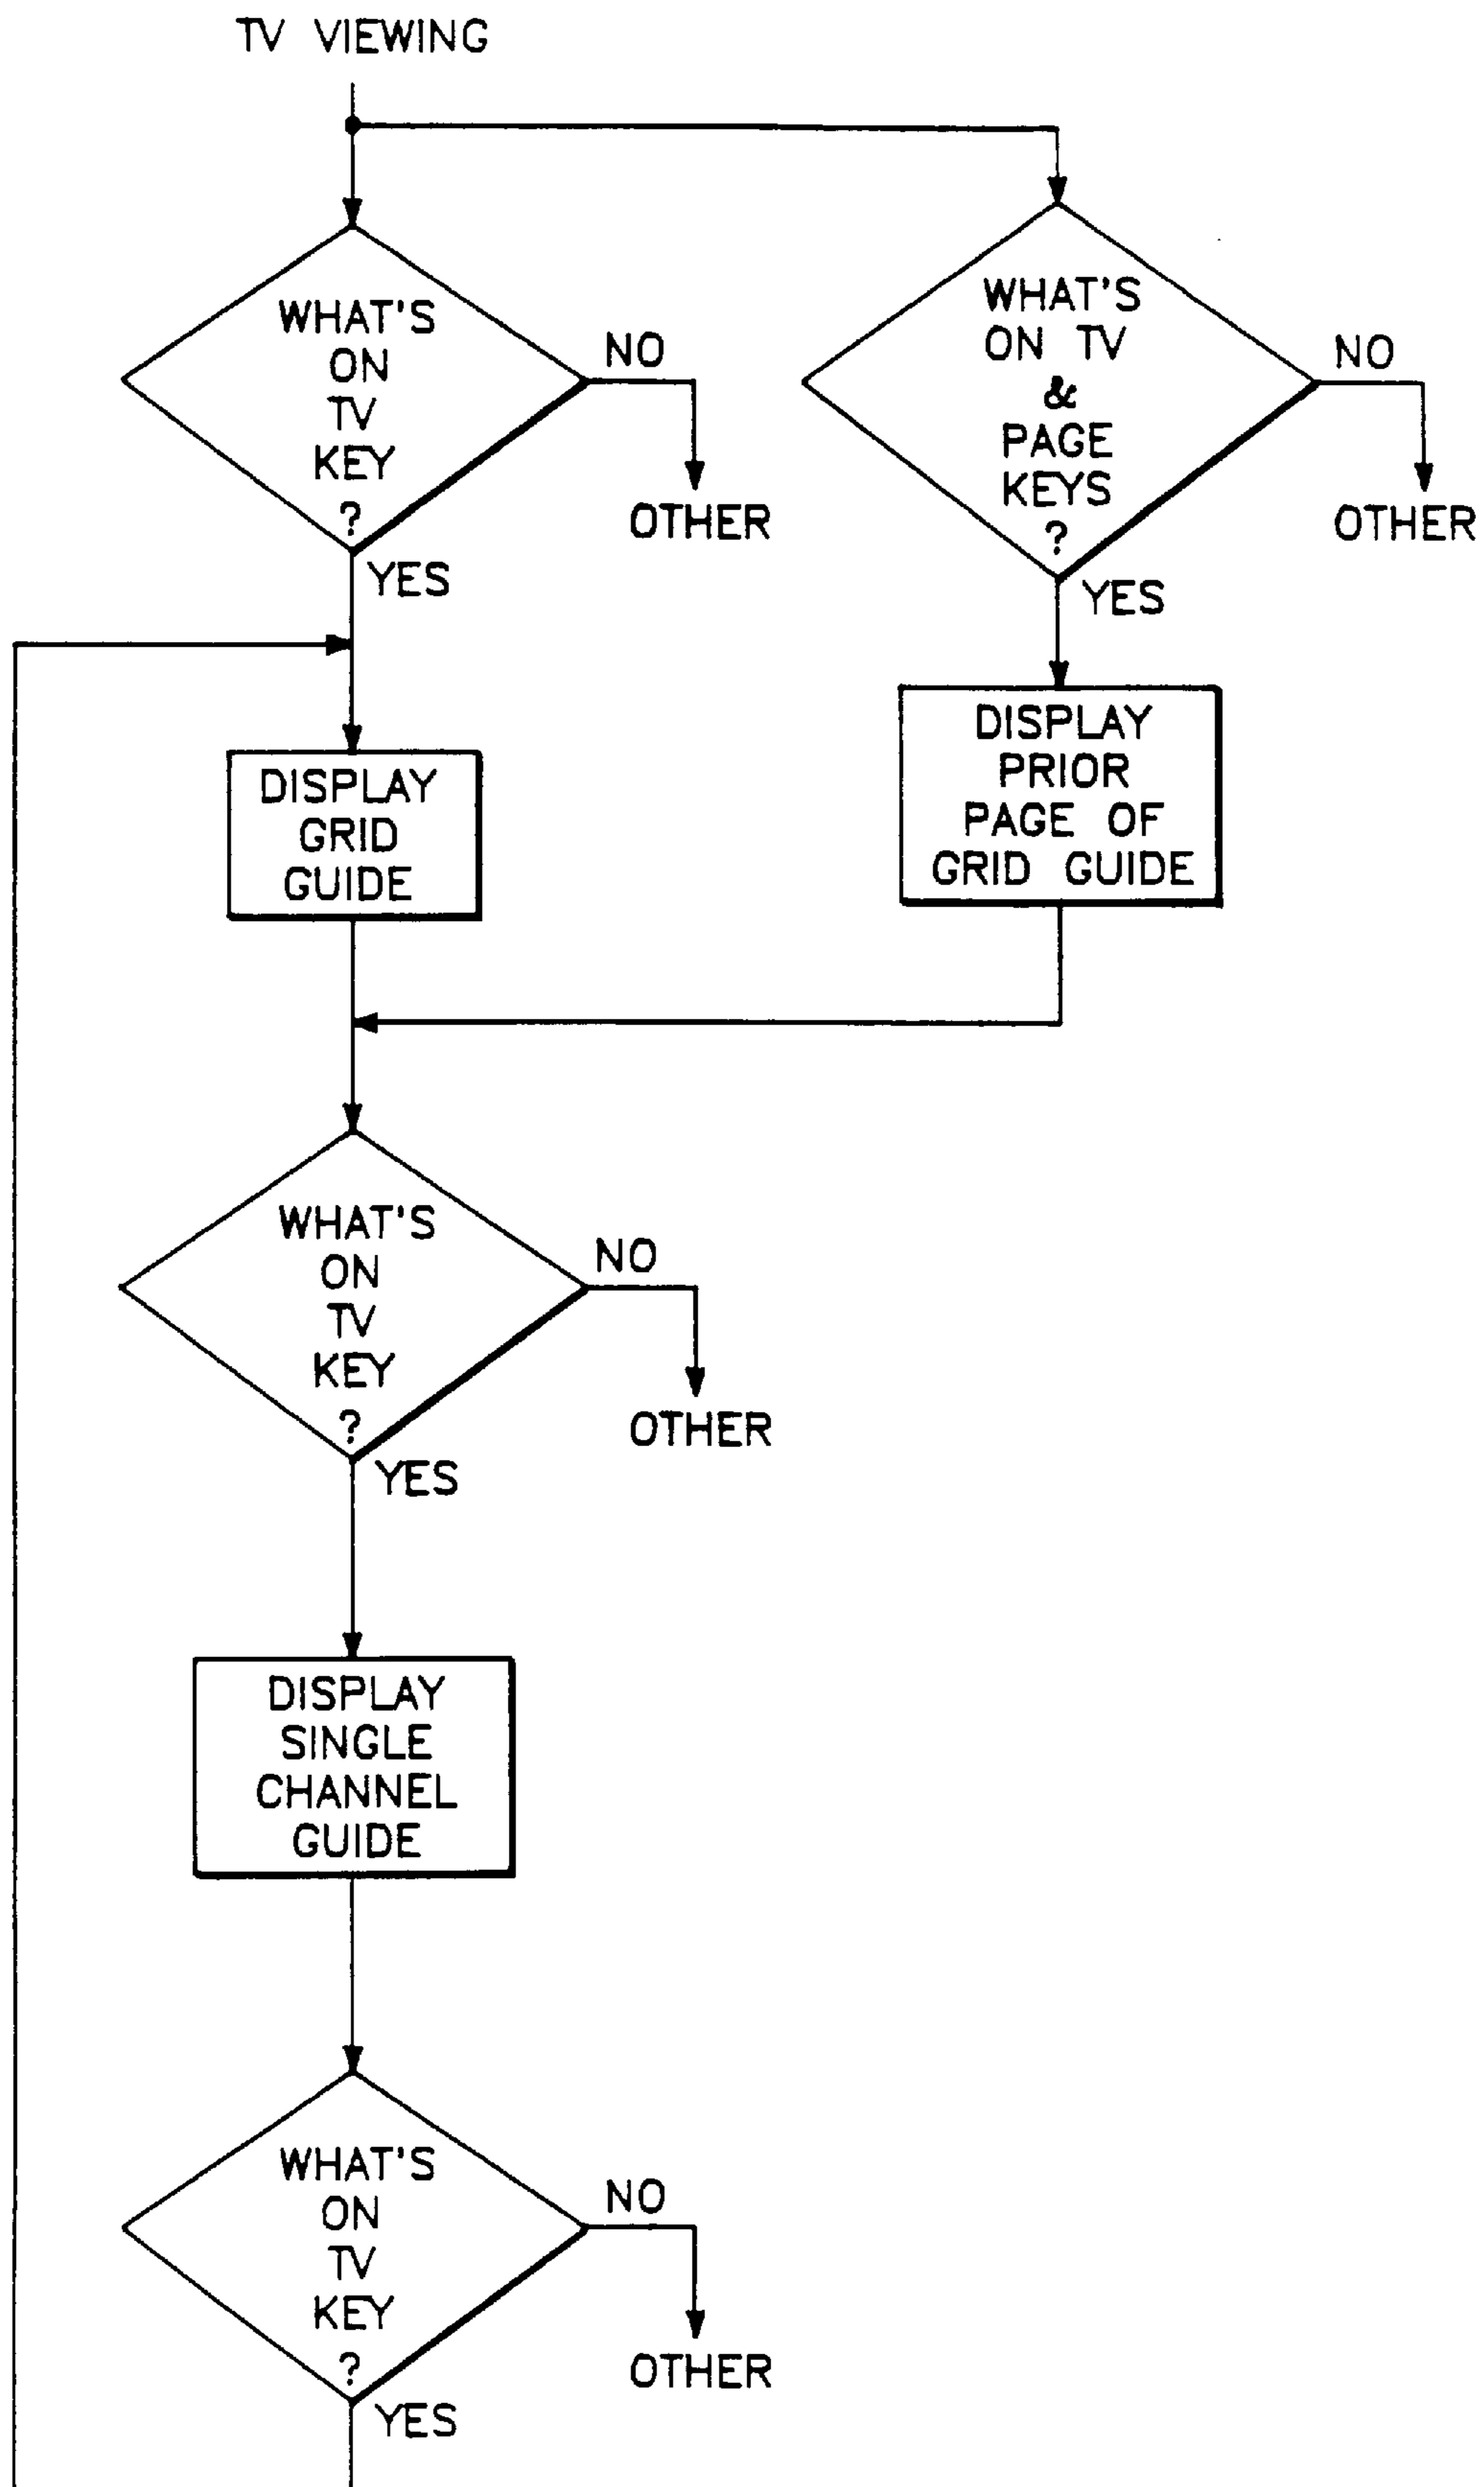 TV VIEWING
WHAT'S
ON
TV
KEY
?
NO
OTHER
YES
WHAT'S
ON TV
&
PAGE
KEYS
?
NO
OTHER
YES
DISPLAY
GRID
GUIDE
DISPLAY
PRIOR
PAGE OF
GRID GUIDE
WHAT'S
ON
TV
KEY
?
NO
OTHER
YES
DISPLAY
SINGLE
CHANNEL
GUIDE
WHAT'S
ON
TV
KEY
?
NO
OTHER
YES